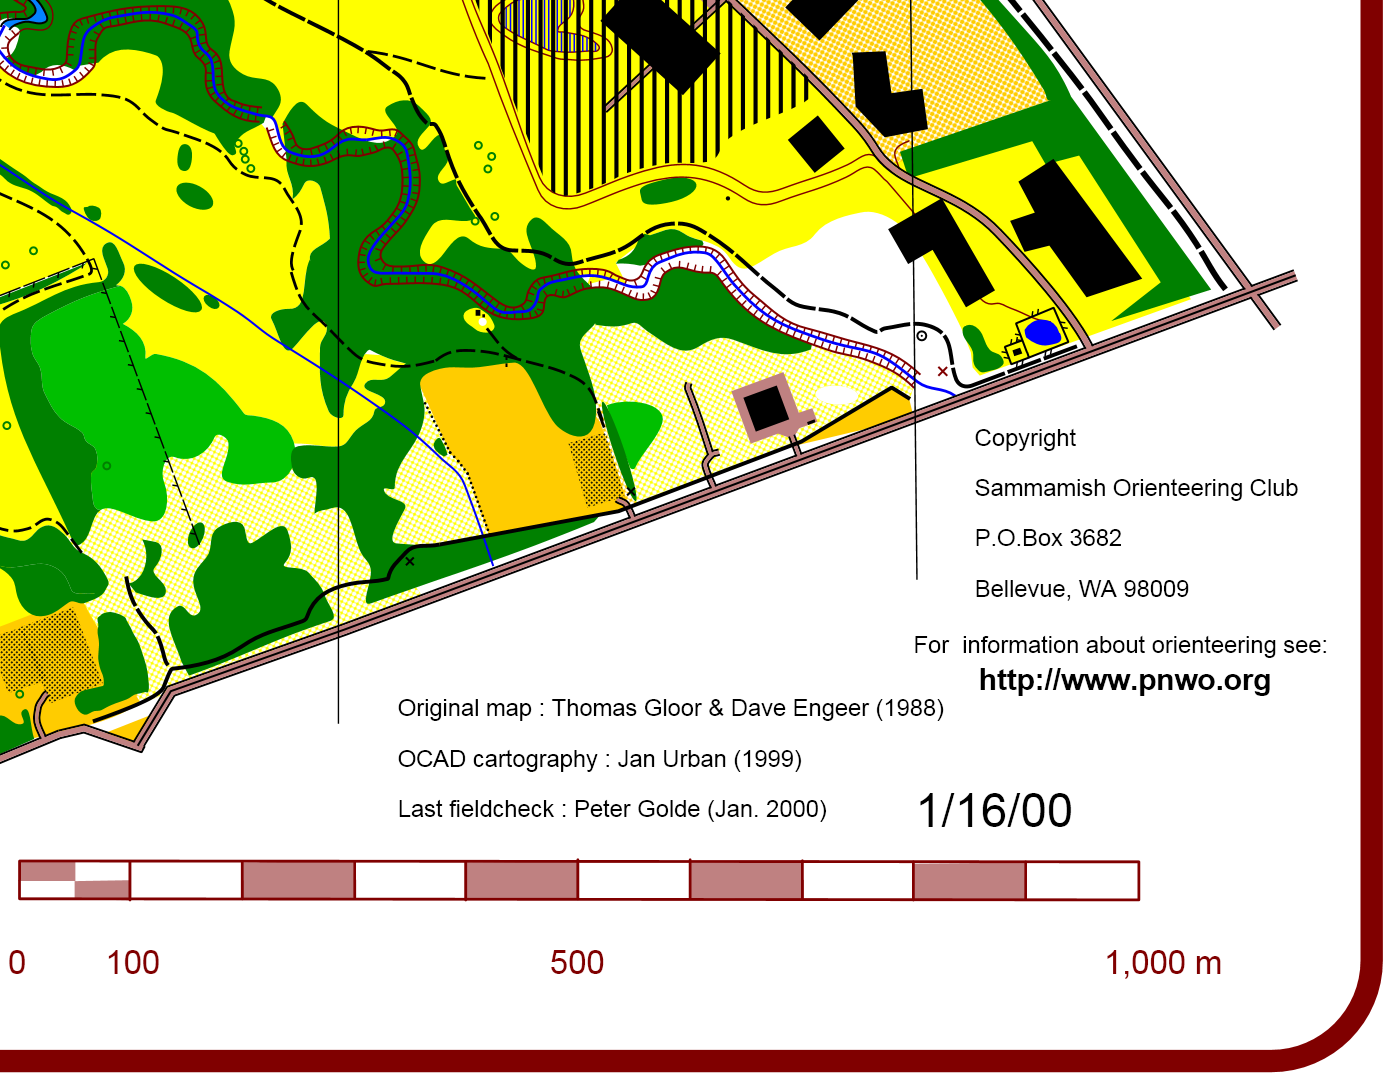 Copyright
Sammamish Orienteering Club
P.O.Box 3682
Bellevue, WA 98009
For  information about orienteering see:
http://www.pnwo.org
Original map : Thomas Gloor & Dave Engeer (1988)
OCAD cartography : Jan Urban (1999)
Last fieldcheck : Peter Golde (Jan. 2000)
1/16/00
0 100 500 1,000 m